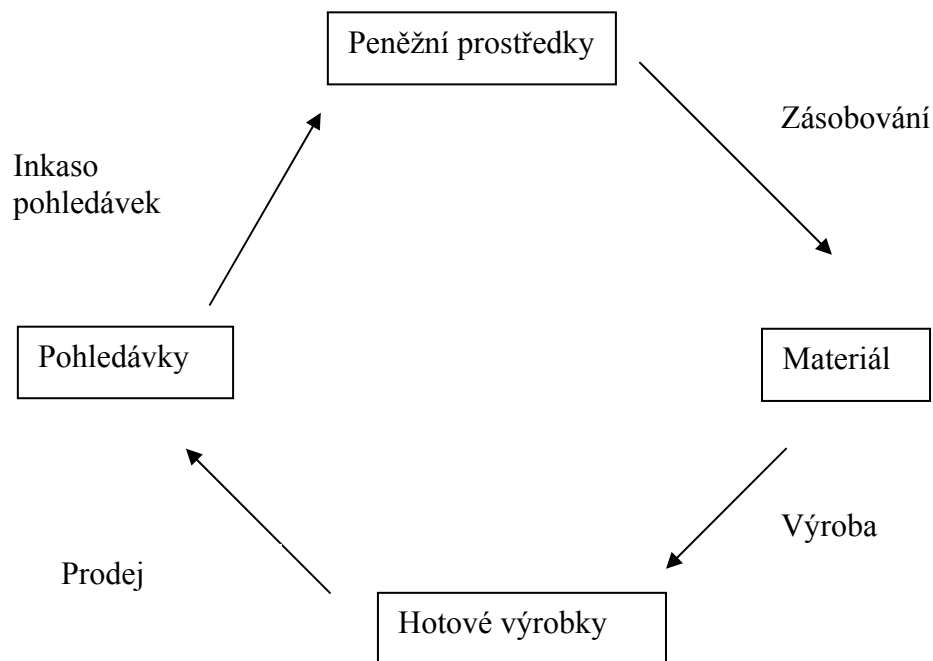 Peněžní prostředky
Zásobování
Inkaso
pohledávek
Pohledávky
Materiál
Výroba
Prodej
Hotové výrobky